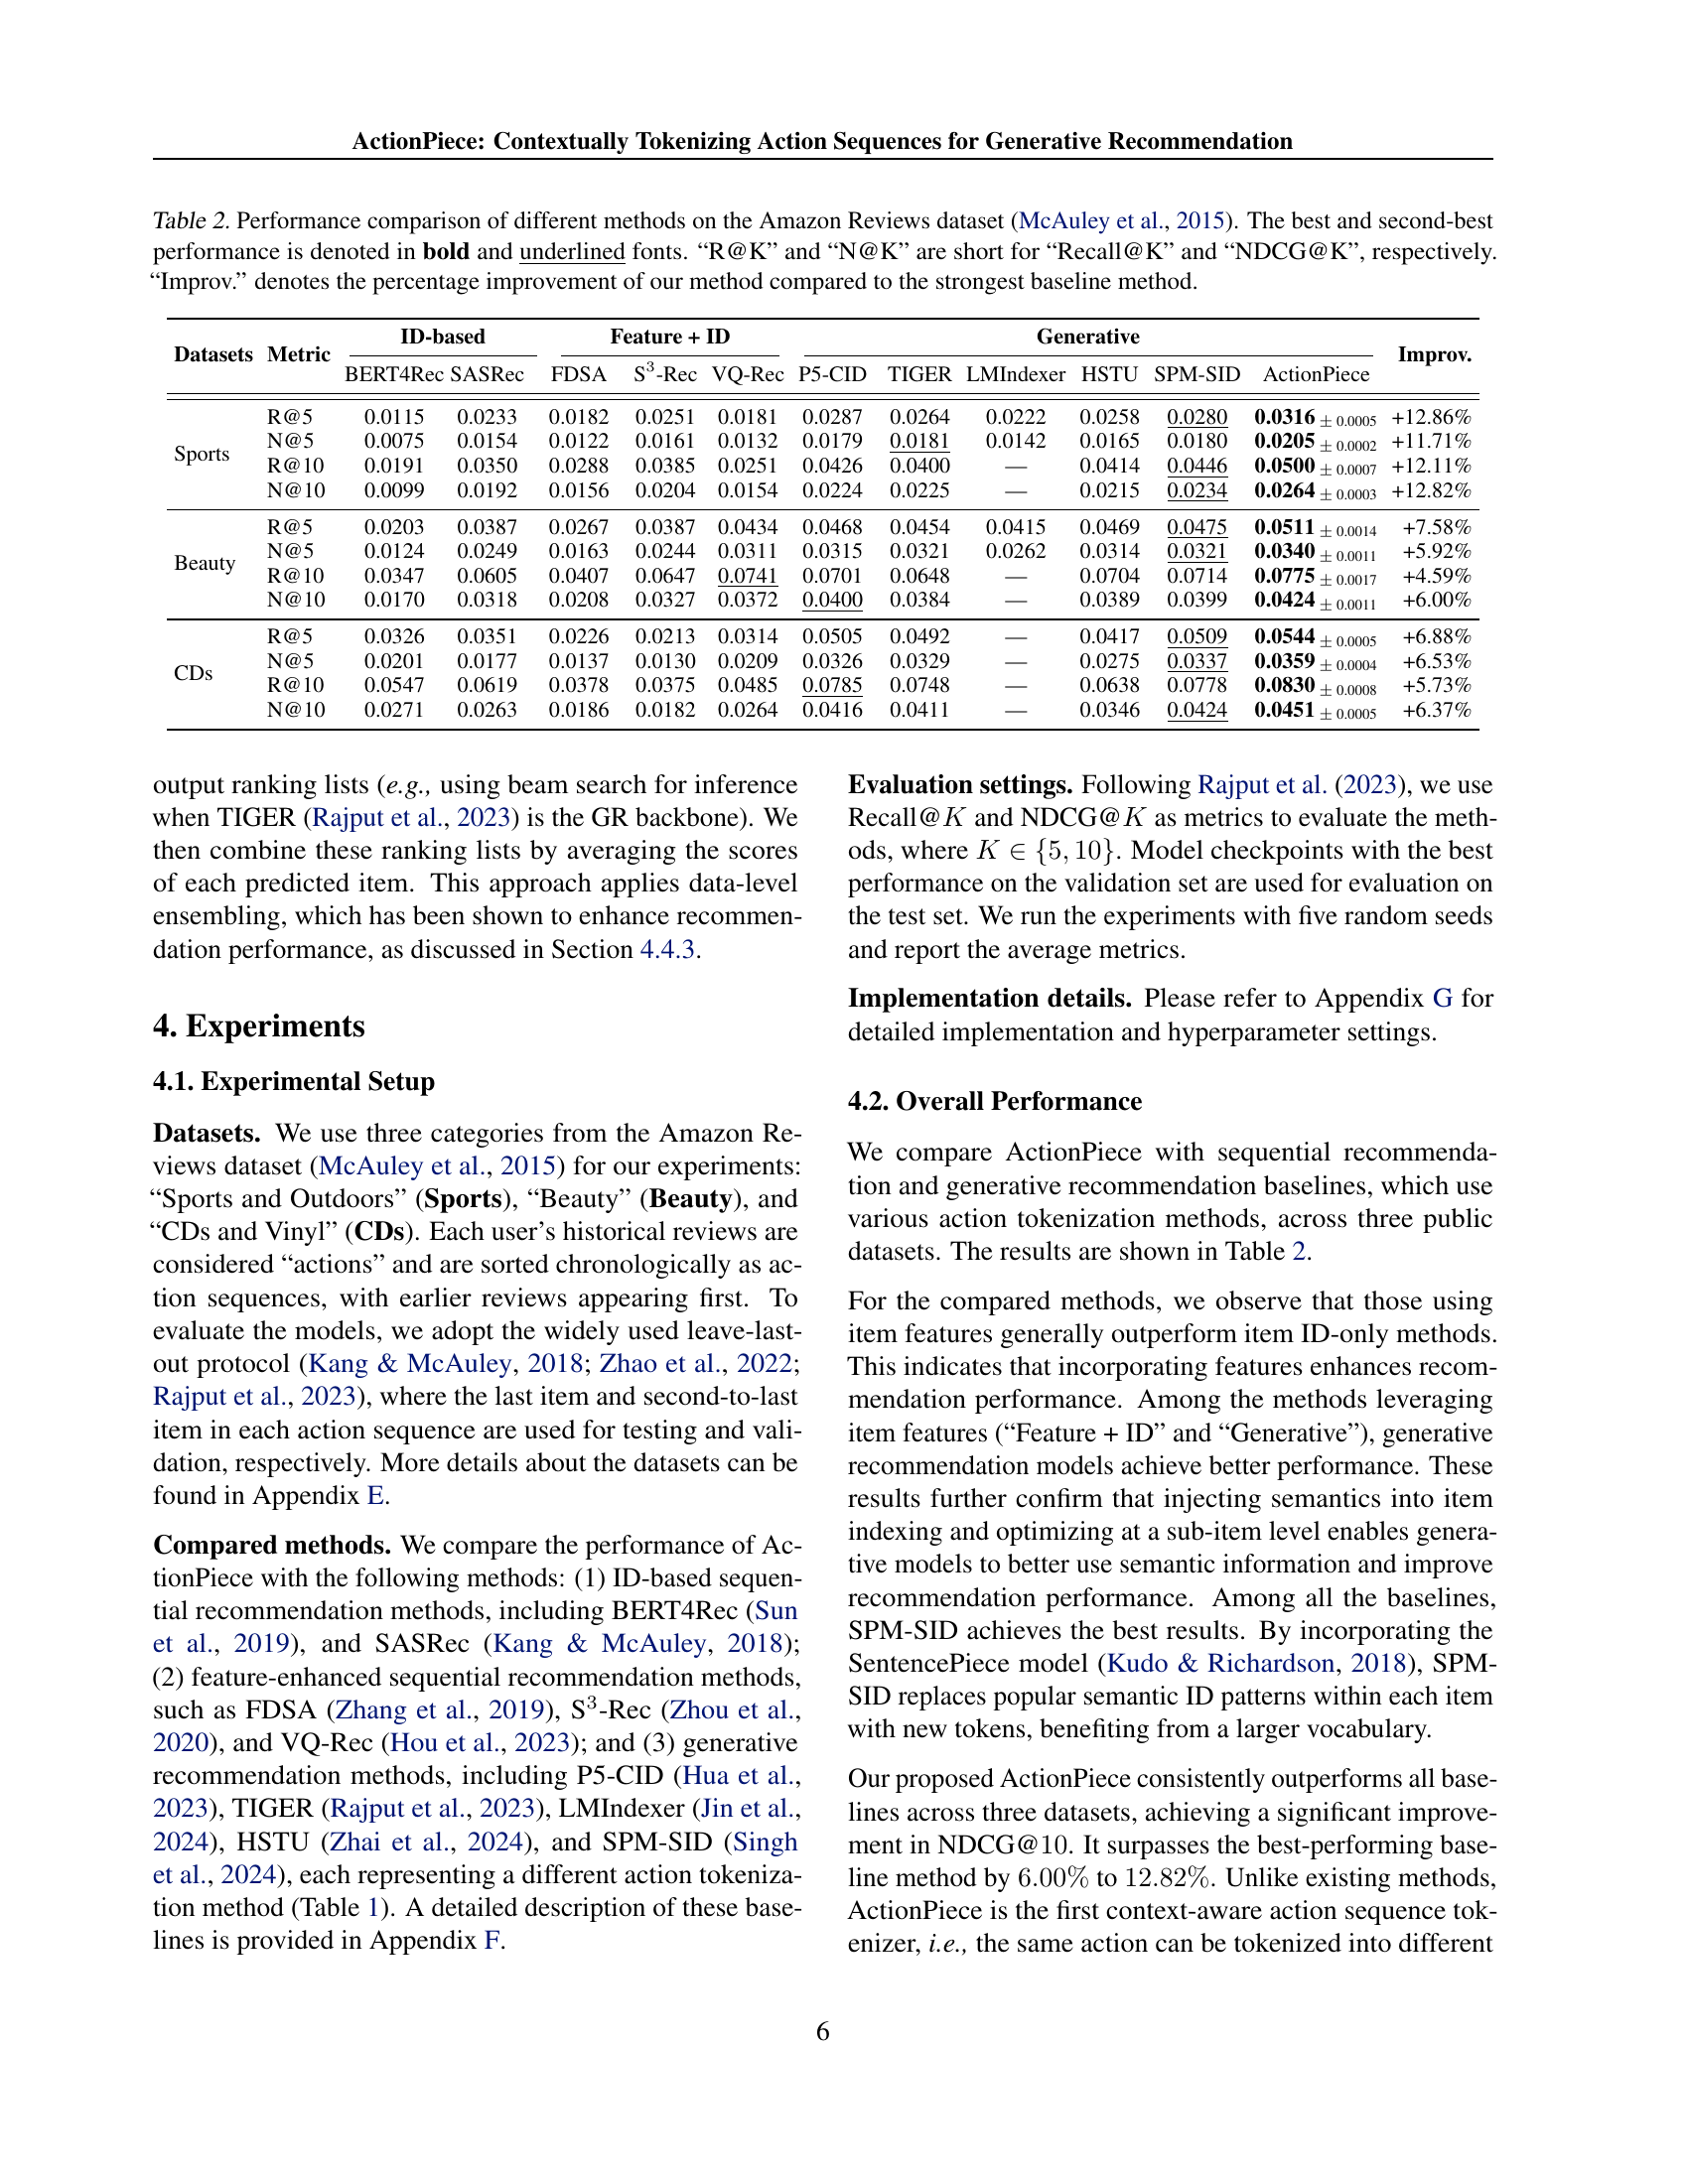 ActionPiece: Contextually Tokenizing Action Sequences for Generative Recommendation
Table 2. Performance comparison of different methods on the Amazon Reviews dataset (McAuley et al., 2015). The best and second-best
performance is denoted in bold and underlined fonts. “R@K” and “N@K” are short for “Recall@K” and “NDCG@K”, respectively.
“Improv.” denotes the percentage improvement of our method compared to the strongest baseline method.
Datasets Metric ID-based Feature + ID Generative Improv.
BERT4Rec SASRec FDSA S³-Rec VQ-Rec P5-CID TIGER LMIndexer HSTU SPM-SID ActionPiece
Sports
R@5 0.0115 0.0233 0.0182 0.0251 0.0181 0.0287 0.0264 0.0222 0.0258 0.0280 0.0316 ± 0.0005 +12.86%
N@5 0.0075 0.0154 0.0122 0.0161 0.0132 0.0179 0.0181 0.0142 0.0165 0.0180 0.0205 ± 0.0002 +11.71%
R@10 0.0191 0.0350 0.0288 0.0385 0.0251 0.0426 0.0400 — 0.0414 0.0446 0.0500 ± 0.0007 +12.11%
N@10 0.0099 0.0192 0.0156 0.0204 0.0154 0.0224 0.0225 — 0.0215 0.0234 0.0264 ± 0.0003 +12.82%
Beauty
R@5 0.0203 0.0387 0.0267 0.0387 0.0434 0.0468 0.0454 0.0415 0.0469 0.0475 0.0511 ± 0.0014 +7.58%
N@5 0.0124 0.0249 0.0163 0.0244 0.0311 0.0315 0.0321 0.0262 0.0314 0.0321 0.0340 ± 0.0011 +5.92%
R@10 0.0347 0.0605 0.0407 0.0647 0.0741 0.0701 0.0648 — 0.0704 0.0714 0.0775 ± 0.0017 +4.59%
N@10 0.0170 0.0318 0.0208 0.0327 0.0372 0.0400 0.0384 — 0.0389 0.0399 0.0424 ± 0.0011 +6.00%
CDs
R@5 0.0326 0.0351 0.0226 0.0213 0.0314 0.0505 0.0492 — 0.0417 0.0509 0.0544 ± 0.0005 +6.88%
N@5 0.0201 0.0177 0.0137 0.0130 0.0209 0.0326 0.0329 — 0.0275 0.0337 0.0359 ± 0.0004 +6.53%
R@10 0.0547 0.0619 0.0378 0.0375 0.0485 0.0785 0.0748 — 0.0638 0.0778 0.0830 ± 0.0008 +5.73%
N@10 0.0271 0.0263 0.0186 0.0182 0.0264 0.0416 0.0411 — 0.0346 0.0424 0.0451 ± 0.0005 +6.37%
output ranking lists (e.g., using beam search for inference
when TIGER (Rajput et al., 2023) is the GR backbone). We
then combine these ranking lists by averaging the scores
of each predicted item. This approach applies data-level
ensembling, which has been shown to enhance recommen-
dation performance, as discussed in Section 4.4.3.
4. Experiments
4.1. Experimental Setup
Datasets. We use three categories from the Amazon Re-
views dataset (McAuley et al., 2015) for our experiments:
“Sports and Outdoors” (Sports), “Beauty” (Beauty), and
“CDs and Vinyl” (CDs). Each user’s historical reviews are
considered “actions” and are sorted chronologically as ac-
tion sequences, with earlier reviews appearing first. To
evaluate the models, we adopt the widely used leave-last-
out protocol (Kang & McAuley, 2018; Zhao et al., 2022;
Rajput et al., 2023), where the last item and second-to-last
item in each action sequence are used for testing and vali-
dation, respectively. More details about the datasets can be
found in Appendix E.
Compared methods. We compare the performance of Ac-
tionPiece with the following methods: (1) ID-based sequen-
tial recommendation methods, including BERT4Rec (Sun
et al., 2019), and SASRec (Kang & McAuley, 2018);
(2) feature-enhanced sequential recommendation methods,
such as FDSA (Zhang et al., 2019), S³-Rec (Zhou et al.,
2020), and VQ-Rec (Hou et al., 2023); and (3) generative
recommendation methods, including P5-CID (Hua et al.,
2023), TIGER (Rajput et al., 2023), LMIndexer (Jin et al.,
2024), HSTU (Zhai et al., 2024), and SPM-SID (Singh
et al., 2024), each representing a different action tokeniza-
tion method (Table 1). A detailed description of these base-
lines is provided in Appendix F.
Evaluation settings. Following Rajput et al. (2023), we use
Recall@K and NDCG@K as metrics to evaluate the meth-
ods, where K ∈ {5, 10}. Model checkpoints with the best
performance on the validation set are used for evaluation on
the test set. We run the experiments with five random seeds
and report the average metrics.
Implementation details. Please refer to Appendix G for
detailed implementation and hyperparameter settings.
4.2. Overall Performance
We compare ActionPiece with sequential recommenda-
tion and generative recommendation baselines, which use
various action tokenization methods, across three public
datasets. The results are shown in Table 2.
For the compared methods, we observe that those using
item features generally outperform item ID-only methods.
This indicates that incorporating features enhances recom-
mendation performance. Among the methods leveraging
item features (“Feature + ID” and “Generative”), generative
recommendation models achieve better performance. These
results further confirm that injecting semantics into item
indexing and optimizing at a sub-item level enables genera-
tive models to better use semantic information and improve
recommendation performance. Among all the baselines,
SPM-SID achieves the best results. By incorporating the
SentencePiece model (Kudo & Richardson, 2018), SPM-
SID replaces popular semantic ID patterns within each item
with new tokens, benefiting from a larger vocabulary.
Our proposed ActionPiece consistently outperforms all base-
lines across three datasets, achieving a significant improve-
ment in NDCG@10. It surpasses the best-performing base-
line method by 6.00% to 12.82%. Unlike existing methods,
ActionPiece is the first context-aware action sequence tok-
enizer, i.e., the same action can be tokenized into different
6